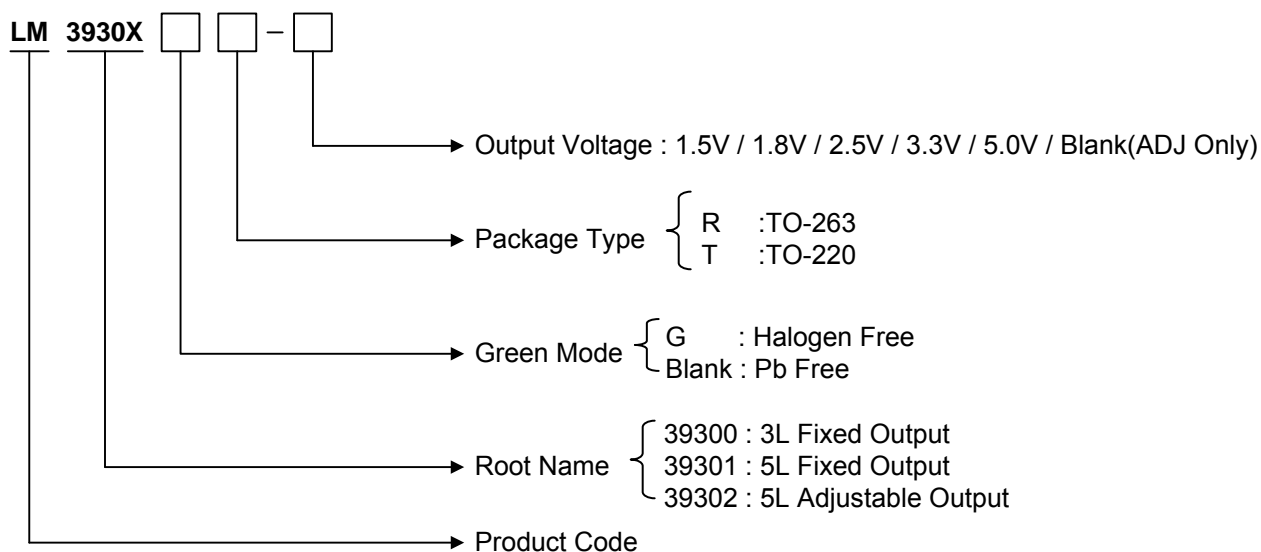 LM 3930X –
Output Voltage : 1.5V / 1.8V / 2.5V / 3.3V / 5.0V / Blank(ADJ Only)
Package Type
R :TO-263
T :TO-220
Green Mode
G : Halogen Free
Blank : Pb Free
Root Name
39300 : 3L Fixed Output
39301 : 5L Fixed Output
39302 : 5L Adjustable Output
Product Code